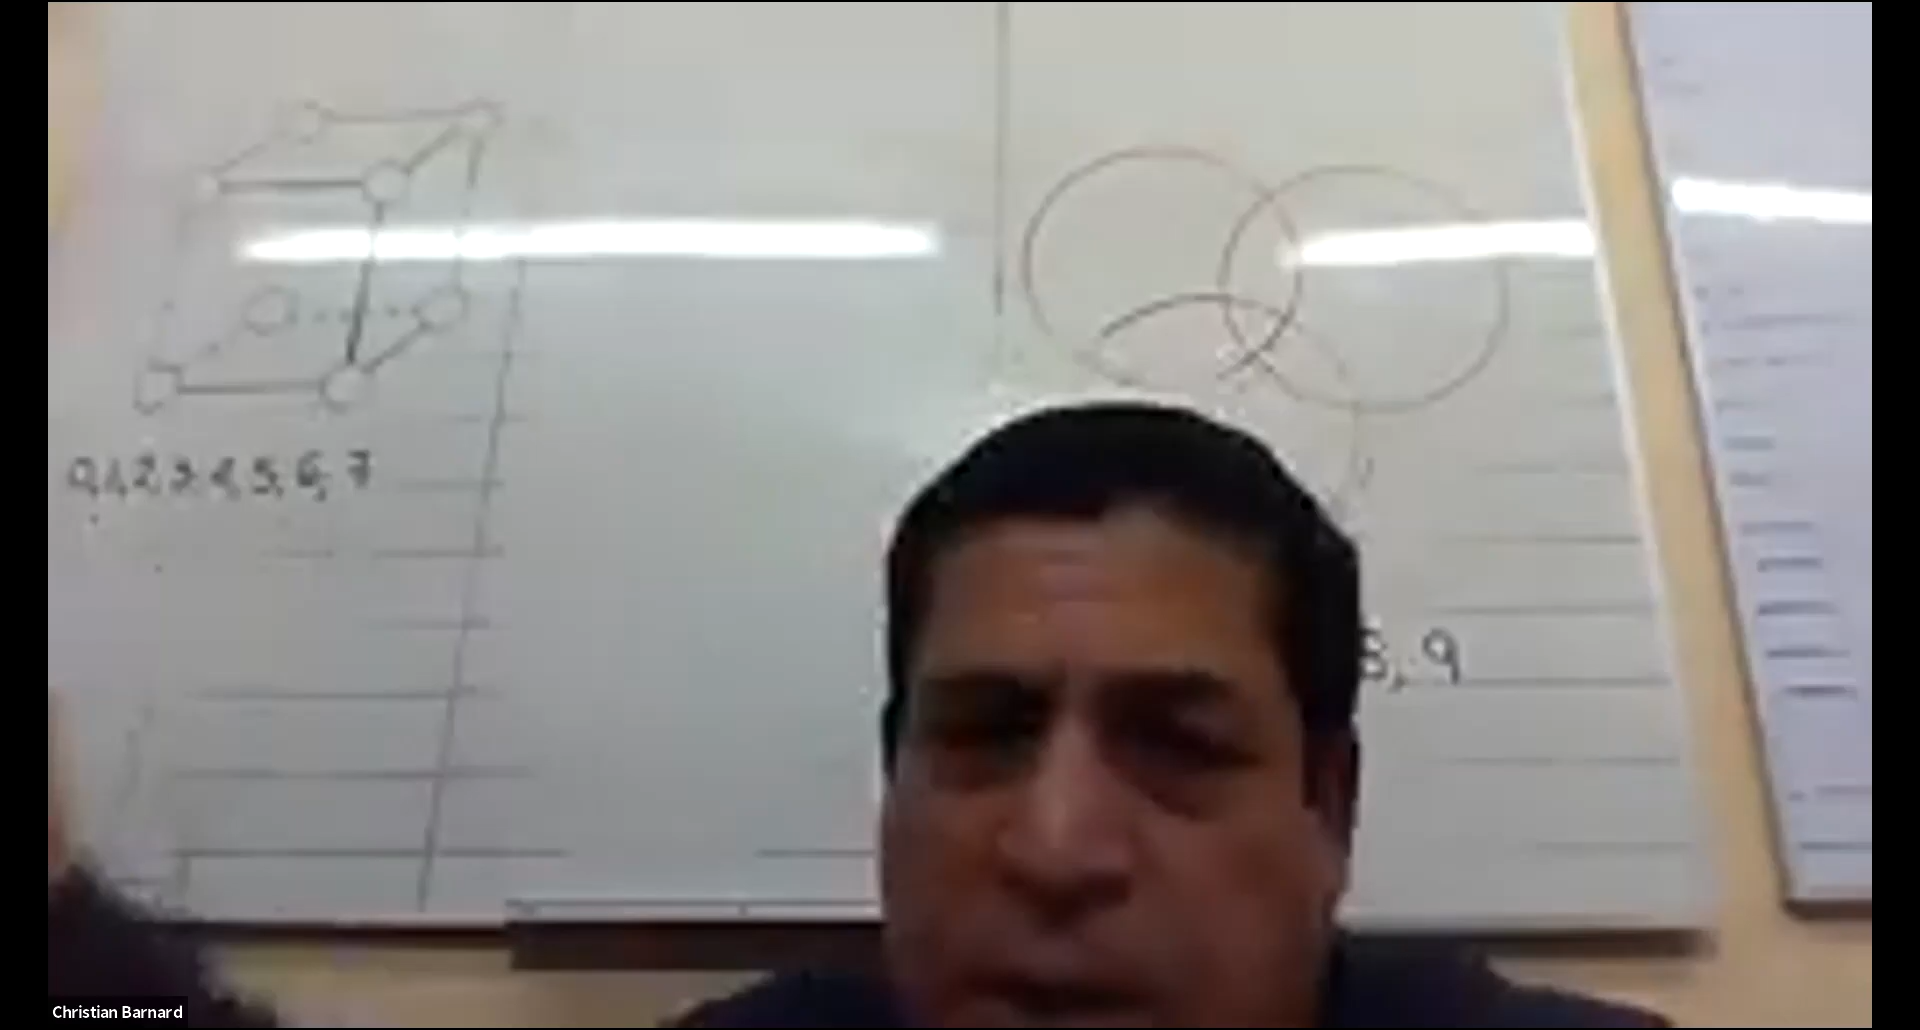 0, 1, 2, 3, 4, 5, 6, 7
8, 9
Christian Barnard